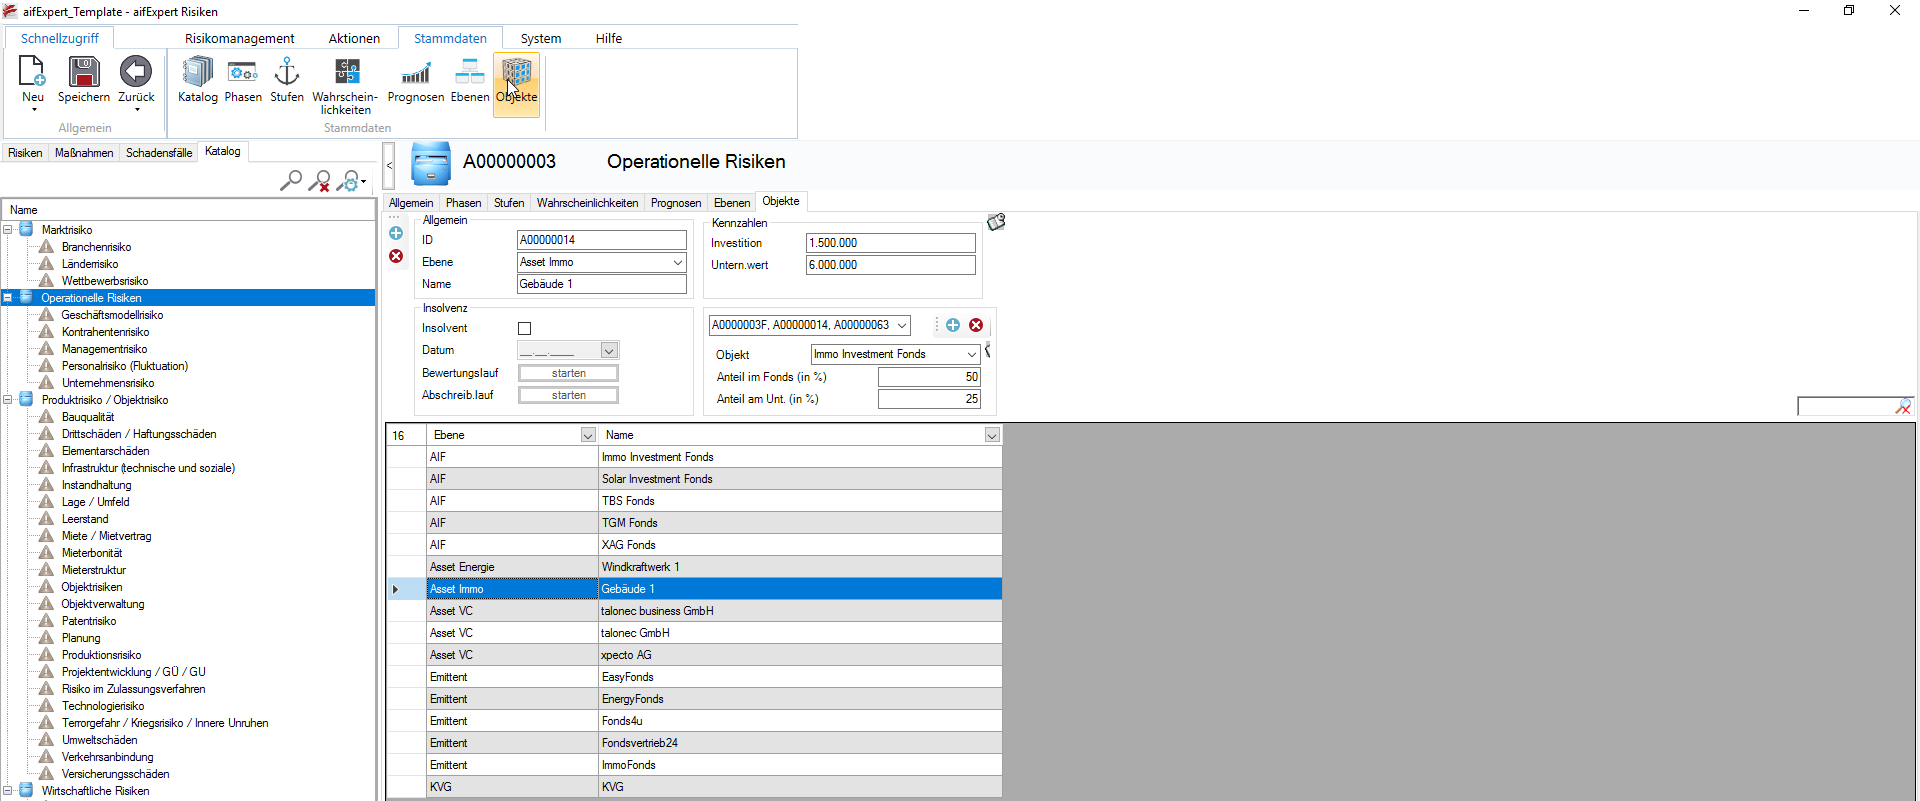 aifExpert_Template - aifExpert Risiken
Schnellzugriff
Risikomanagement
Aktionen
Stammdaten
System
Hilfe
Neu
Speichern
Zurück
Katalog
Phasen
Stufen
Wahrschein-
lichkeiten
Prognosen
Ebenen
Objekte
Allgemein
Stammdaten
Risiken
Maßnahmen
Schadensfälle
Katalog
<
A00000003
Operationelle Risiken
Name
Marktrisiko
Branchenrisiko
Länderrisiko
Wettbewerbsrisiko
Operationelle Risiken
Geschäftsmodellrisiko
Kontrahentenrisiko
Managementrisiko
Personalrisiko (Fluktuation)
Unternehmensrisiko
Produktrisiko / Objektrisiko
Bauqualität
Drittschäden / Haftungsschäden
Elementarschäden
Infrastruktur (technische und soziale)
Instandhaltung
Lage / Umfeld
Leerstand
Miete / Mietvertrag
Mieterbonität
Mieterstruktur
Objektrisiken
Objektverwaltung
Patentrisiko
Planung
Produktionsrisiko
Projektentwicklung / GÜ / GU
Risiko im Zulassungsverfahren
Technologierisiko
Terrorgefahr / Kriegsrisiko / Innere Unruhen
Umweltschäden
Verkehrsanbindung
Versicherungsschäden
Wirtschaftliche Risiken
Allgemein
Phasen
Stufen
Wahrscheinlichkeiten
Prognosen
Ebenen
Objekte
Allgemein
ID
A00000014
Ebene
Asset Immo
Name
Gebäude 1
Kennzahlen
Investition
1.500.000
Untern.wert
6.000.000
Insolvenz
Insolvent
Datum
__.__.____
Bewertungslauf
starten
Abschreib.lauf
starten
A0000003F, A00000014, A00000063
Objekt
Immo Investment Fonds
Anteil im Fonds (in %)
50
Anteil am Unt. (in %)
25
16 Ebene Name
AIF Immo Investment Fonds
AIF Solar Investment Fonds
AIF TBS Fonds
AIF TGM Fonds
AIF XAG Fonds
Asset Energie Windkraftwerk 1
Asset Immo Gebäude 1
Asset VC talonec business GmbH
Asset VC talonec GmbH
Asset VC xpecto AG
Emittent EasyFonds
Emittent EnergyFonds
Emittent Fonds4u
Emittent Fondsvertrieb24
Emittent ImmoFonds
KVG KVG